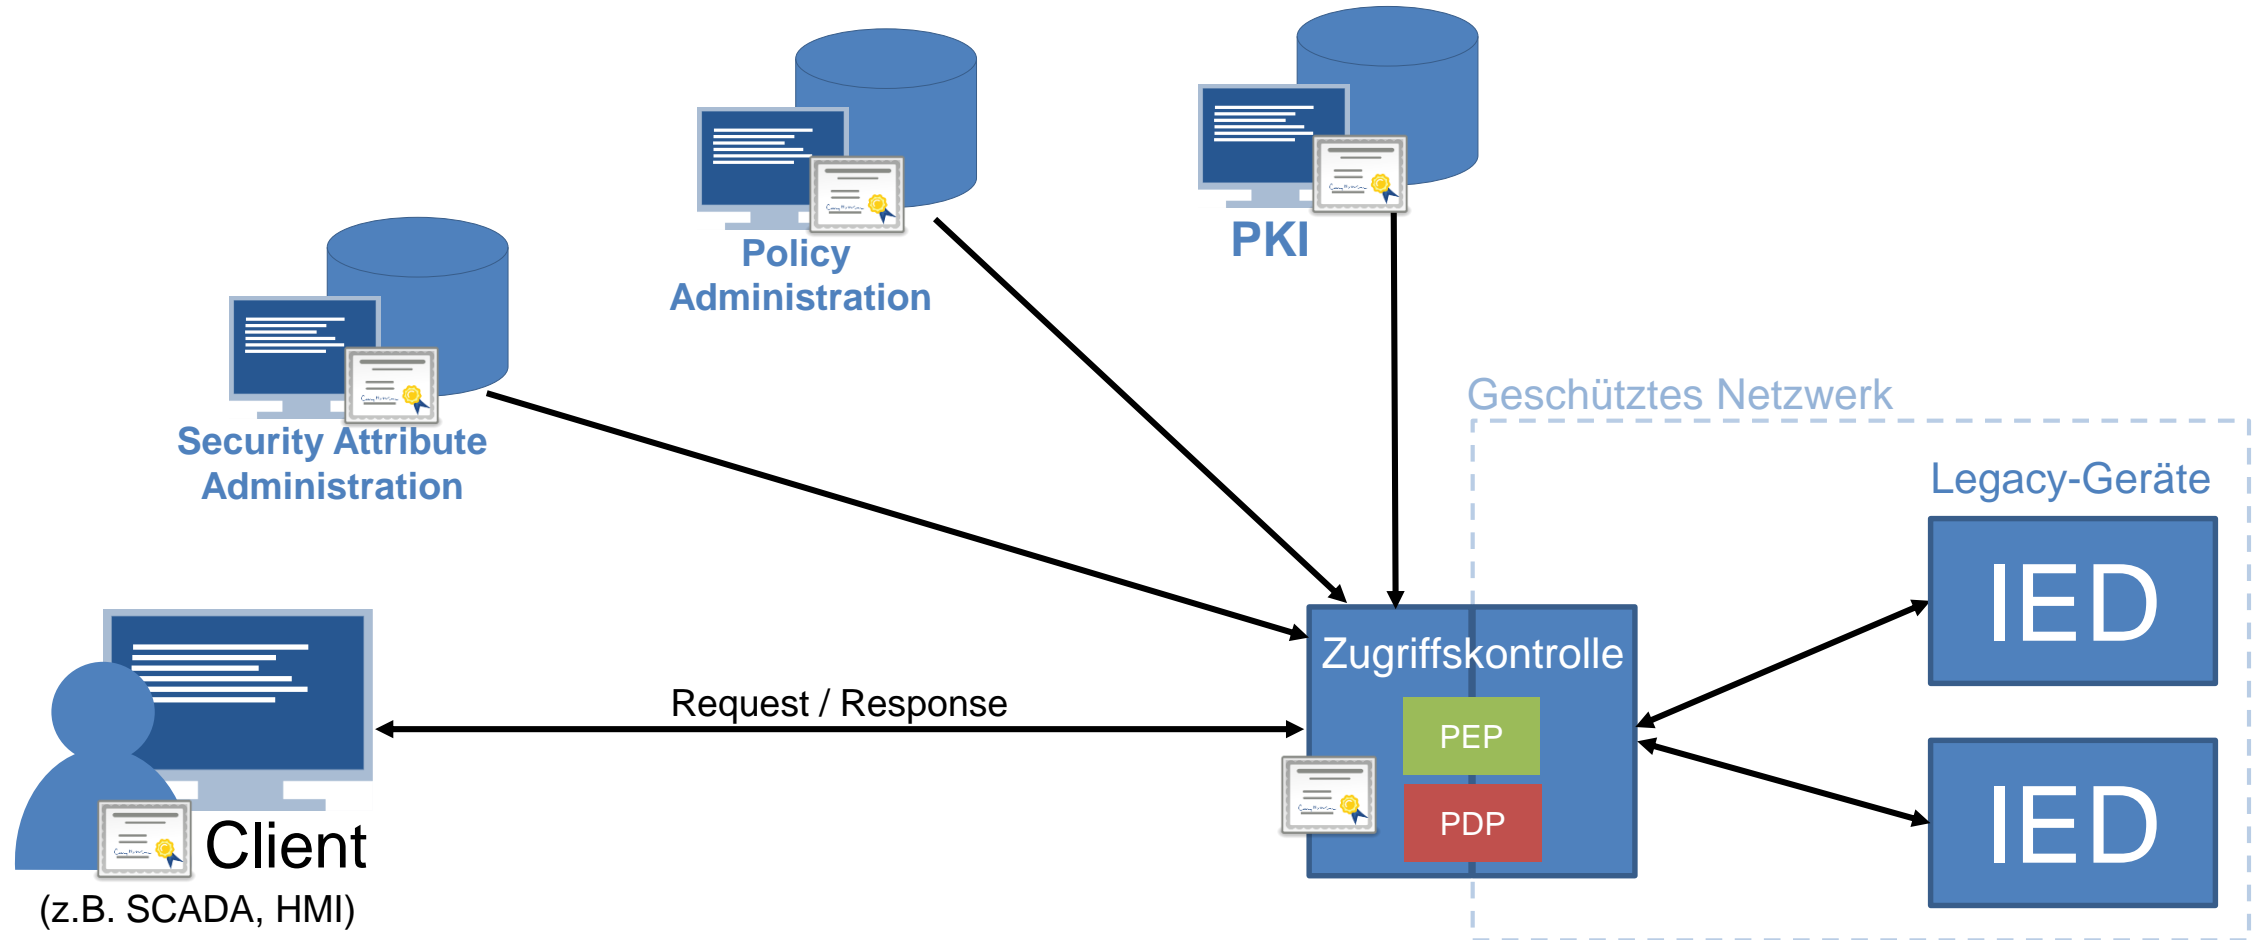 PKI
Policy
Administration
Geschütztes Netzwerk
Security Attribute
Administration
Legacy-Geräte
IED
Zugriffskontrolle
Request / Response
PEP
PDP
IED
Client
(z.B. SCADA, HMI)